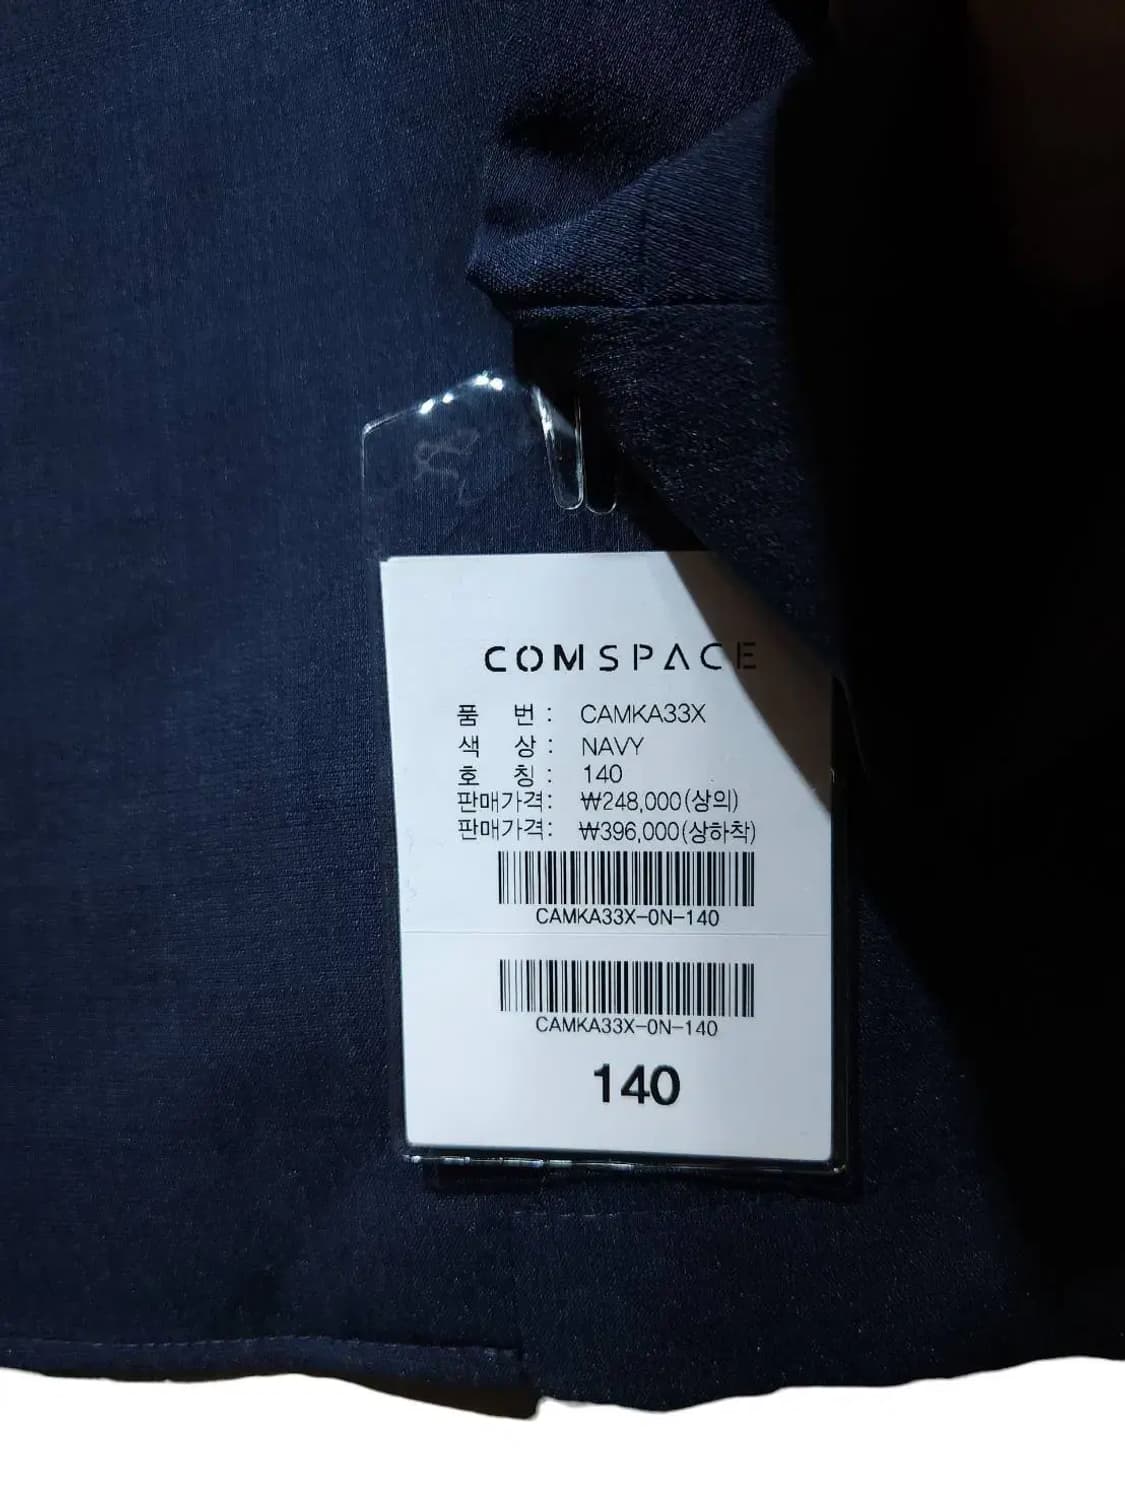 COMSPACE
품 번 : CAMKA33X
색 상 : NAVY
호 칭 : 140
판매가격: ₩248,000(상의)
판매가격: ₩396,000(상하착)
CAMKA33X-0N-140
CAMKA33X-0N-140
140